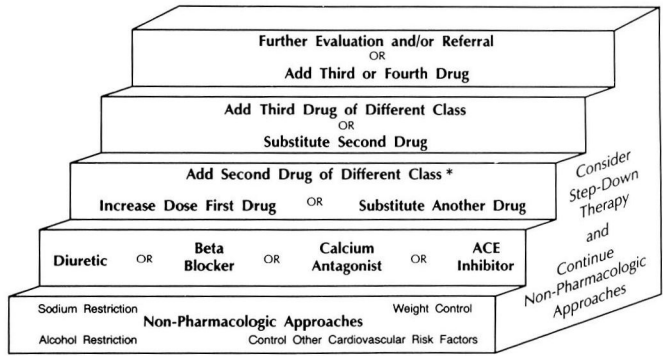 Further Evaluation and/or Referral
OR
Add Third or Fourth Drug
Add Third Drug of Different Class
OR
Substitute Second Drug
Add Second Drug of Different Class *
Increase Dose First Drug OR Substitute Another Drug
Diuretic OR Beta Blocker OR Calcium Antagonist OR ACE Inhibitor
Sodium Restriction Weight Control
Non-Pharmacologic Approaches
Alcohol Restriction Control Other Cardiovascular Risk Factors
Consider
Step-Down
Therapy
and
Continue
Non-Pharmacologic
Approaches